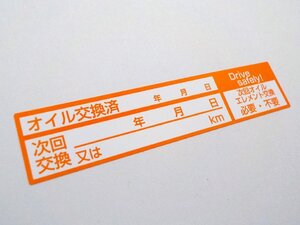 オイル交換済 年 月 日
次回 年 月 日
交換 又は km
Drive
safely!
次回オイル
エレメント交換
必要・不要